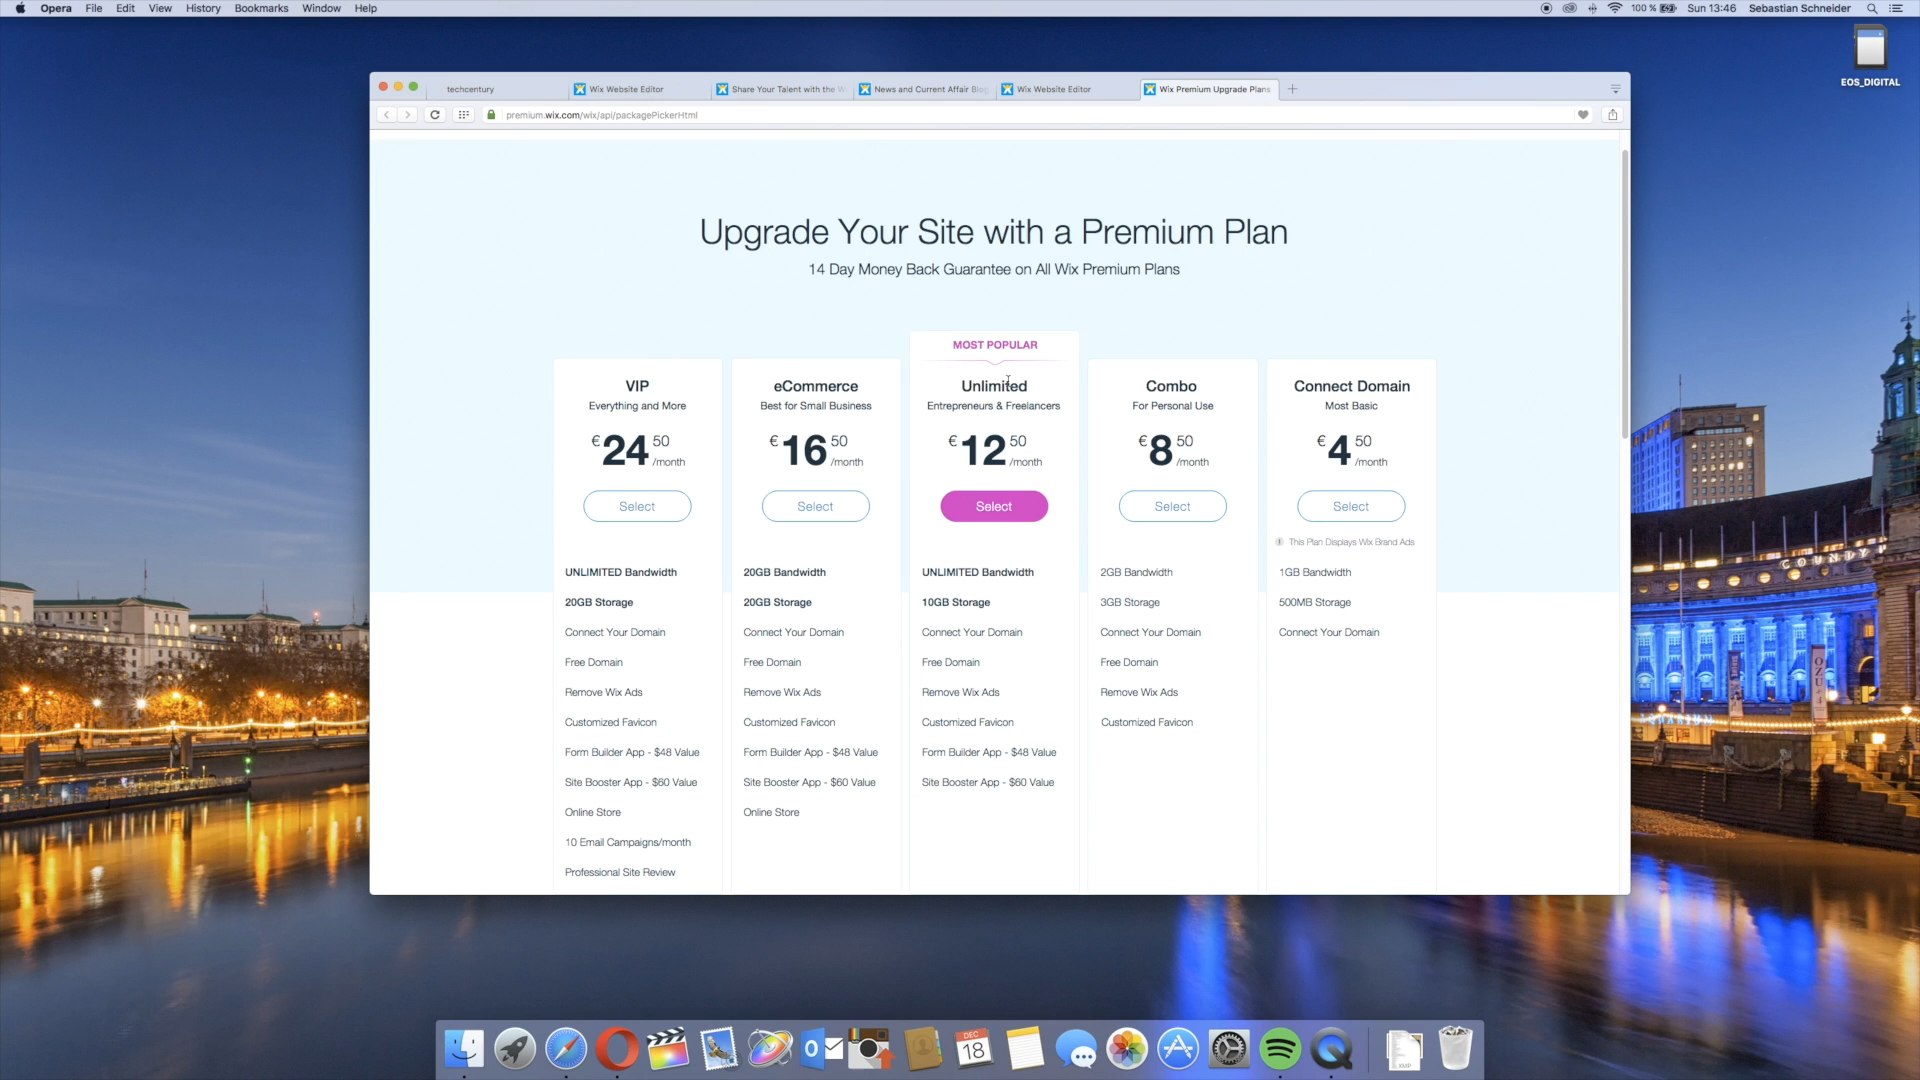 Opera File Edit View History Bookmarks Window Help
100 % Sun 13:46 Sebastian Schneider
EOS_DIGITAL
techcentury
Wix Website Editor
Share Your Talent with the W
News and Current Affair Blo
Wix Website Editor
Wix Premium Upgrade Plans
premium.wix.com/wix/api/packagePickerHtml
Upgrade Your Site with a Premium Plan
14 Day Money Back Guarantee on All Wix Premium Plans
VIP
Everything and More
€24 50 /month
Select
UNLIMITED Bandwidth
20GB Storage
Connect Your Domain
Free Domain
Remove Wix Ads
Customized Favicon
Form Builder App - $48 Value
Site Booster App - $60 Value
Online Store
10 Email Campaigns/month
Professional Site Review
eCommerce
Best for Small Business
€16 50 /month
Select
20GB Bandwidth
20GB Storage
Connect Your Domain
Free Domain
Remove Wix Ads
Customized Favicon
Form Builder App - $48 Value
Site Booster App - $60 Value
Online Store
MOST POPULAR
Unlimited
Entrepreneurs & Freelancers
€12 50 /month
Select
UNLIMITED Bandwidth
10GB Storage
Connect Your Domain
Free Domain
Remove Wix Ads
Customized Favicon
Form Builder App - $48 Value
Site Booster App - $60 Value
Combo
For Personal Use
€8 50 /month
Select
2GB Bandwidth
3GB Storage
Connect Your Domain
Free Domain
Remove Wix Ads
Customized Favicon
Connect Domain
Most Basic
€4 50 /month
Select
This Plan Displays Wix Brand Ads
1GB Bandwidth
500MB Storage
Connect Your Domain
COUNTY
DEC
18
XMP